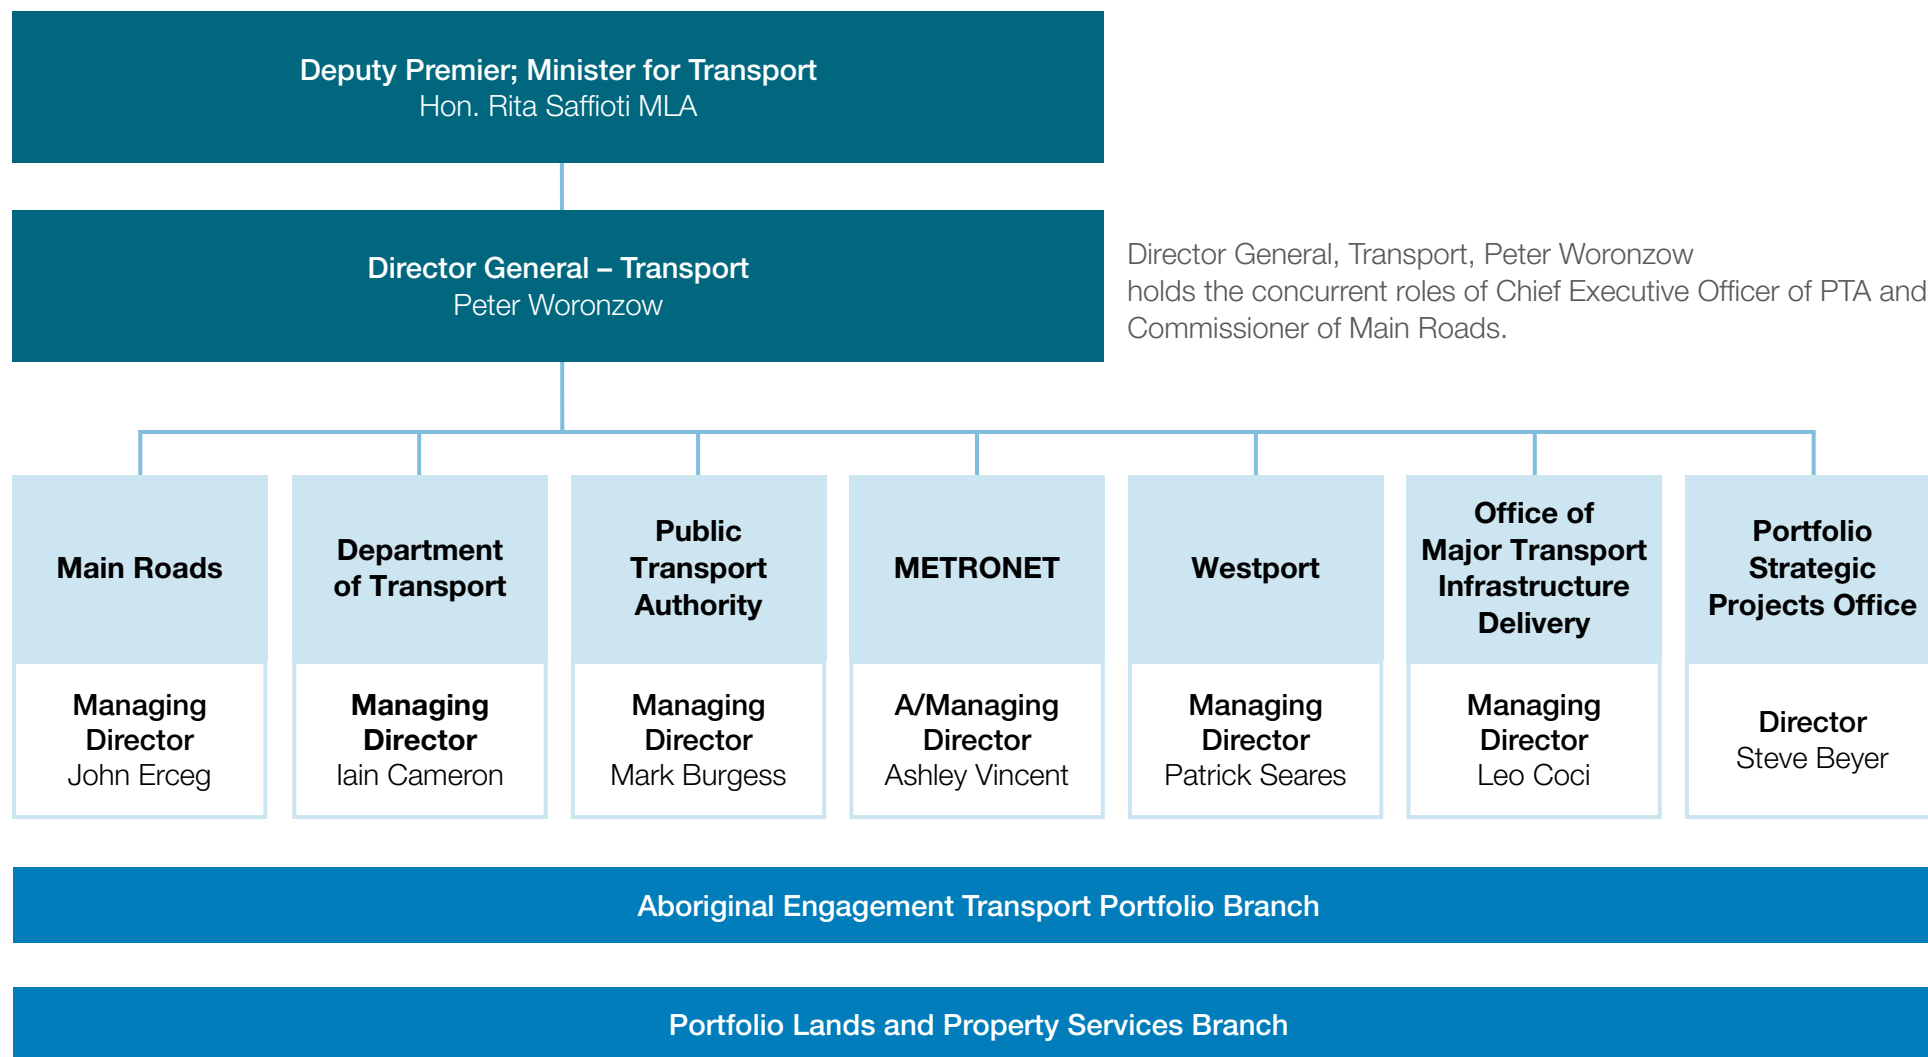 Deputy Premier; Minister for Transport
Hon. Rita Saffioti MLA
Director General – Transport
Peter Woronzow
Director General, Transport, Peter Woronzow
holds the concurrent roles of Chief Executive Officer of PTA and
Commissioner of Main Roads.
Main Roads
Managing
Director
John Erceg
Department
of Transport
Managing
Director
Iain Cameron
Public
Transport
Authority
Managing
Director
Mark Burgess
METRONET
A/Managing
Director
Ashley Vincent
Westport
Managing
Director
Patrick Seares
Office of
Major Transport
Infrastructure
Delivery
Managing
Director
Leo Coci
Portfolio
Strategic
Projects Office
Director
Steve Beyer
Aboriginal Engagement Transport Portfolio Branch
Portfolio Lands and Property Services Branch